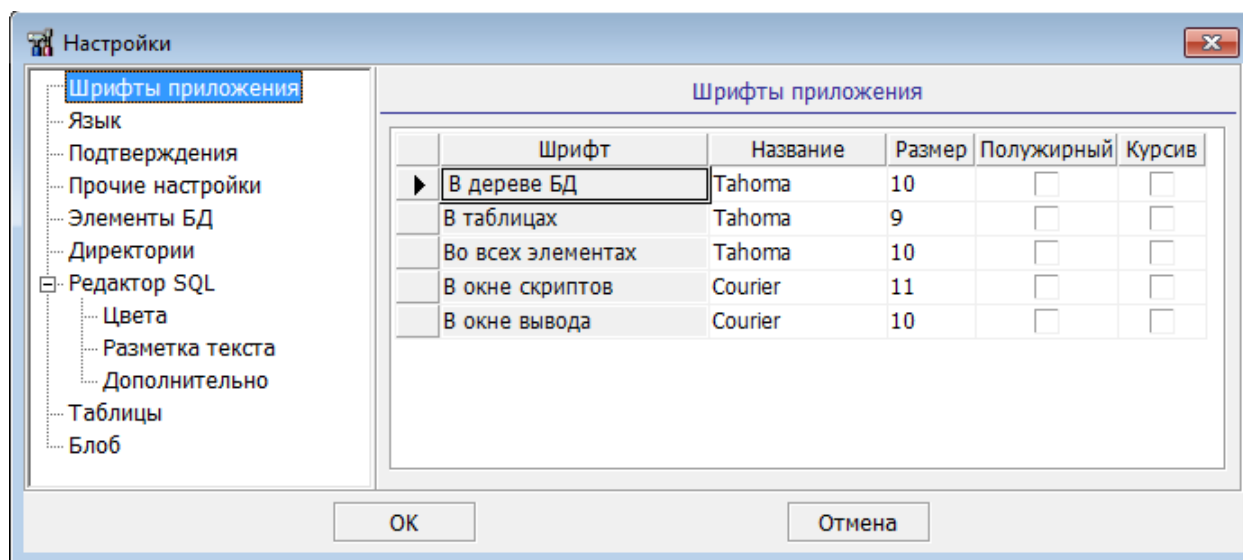 Настройки
Шрифты приложения
Язык
Подтверждения
Прочие настройки
Элементы БД
Директории
Редактор SQL
Цвета
Разметка текста
Дополнительно
Таблицы
Блоб
Шрифты приложения
Шрифт Название Размер Полужирный Курсив
В дереве БД Tahoma 10
В таблицах Tahoma 9
Во всех элементах Tahoma 10
В окне скриптов Courier 11
В окне вывода Courier 10
ОК Отмена